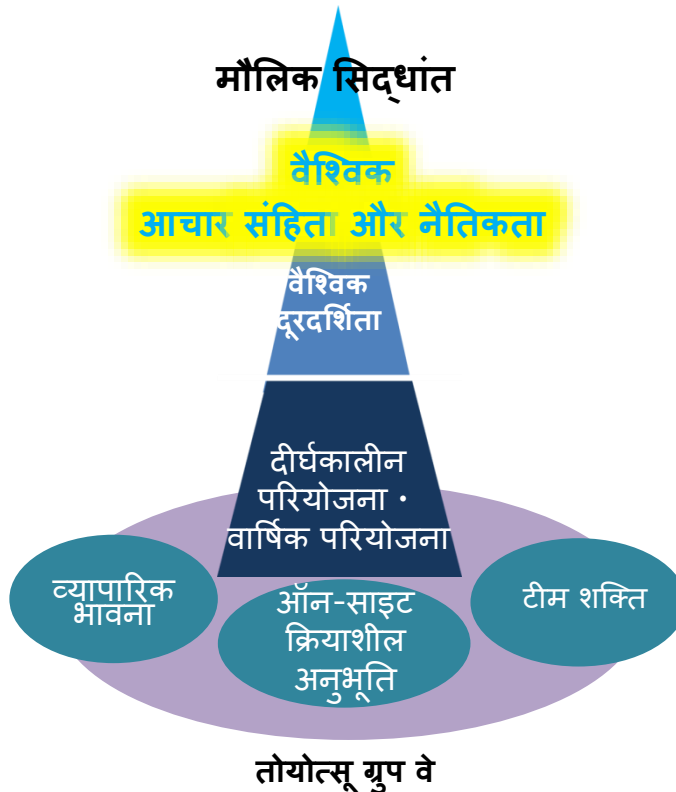 मौलिक सिद्धांत
वैश्विक
आचार संहिता और नैतिकता
वैश्विक
दूरदर्शिता
दीर्घकालीन
परियोजना・
वार्षिक परियोजना
व्यापारिक
भावना
ऑन-साइट
क्रियाशील
अनुभूति
टीम शक्ति
तोयोत्सू ग्रुप वे